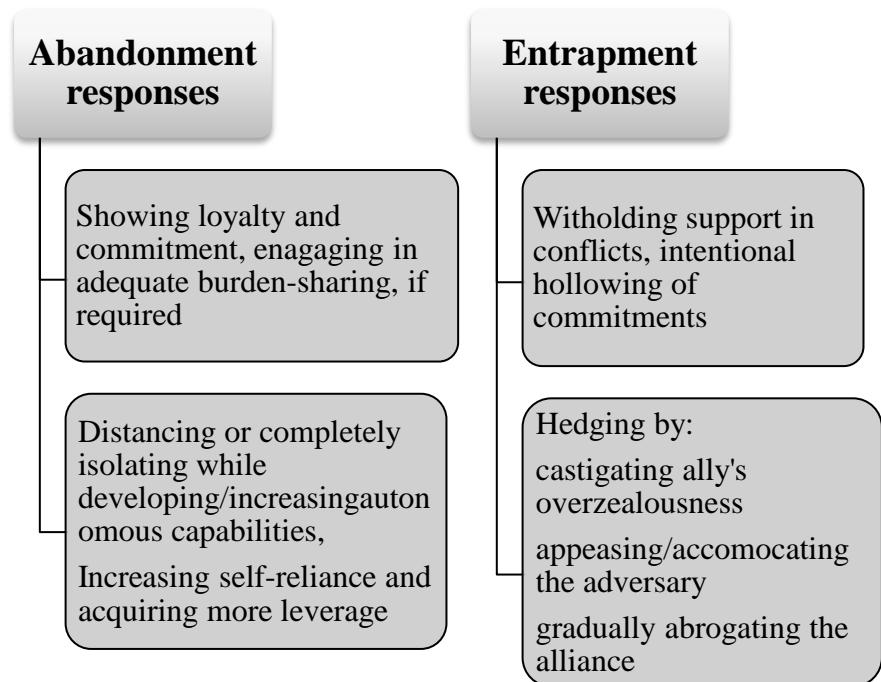 Abandonment
responses
Showing loyalty and
commitment, enagaging in
adequate burden-sharing, if
required
Distancing or completely
isolating while
developing/increasingauton
omous capabilities,
Increasing self-reliance and
acquiring more leverage
Entrapment
responses
Witholding support in
conflicts, intentional
hollowing of
commitments
Hedging by:
castigating ally's
overzealousness
appeasing/accomocating
the adversary
gradually abrogating the
alliance